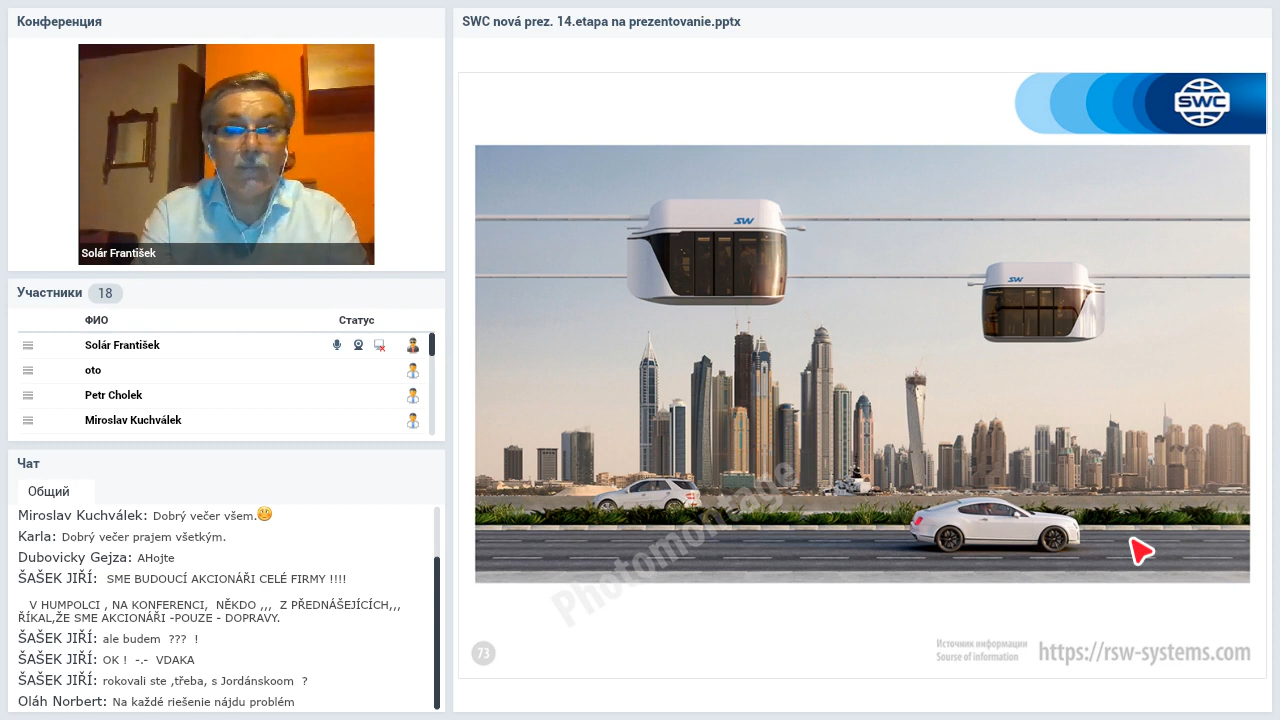 Конференция
Solár František
Участники 18
ФИО Статус
Solár František
oto
Petr Cholek
Miroslav Kuchválek
Чат
Общий
Miroslav Kuchválek: Dobrý večer všem.
Karla: Dobrý večer prajem všetkým.
Dubovicky Gejza: AHojte
ŠAŠEK JIŘÍ: SME BUDOUCÍ AKCIONÁŘI CELÉ FIRMY !!!!
V HUMPOLCI , NA KONFERENCI, NĚKDO ,,, Z PŘEDNÁŠEJÍCÍCH,,,
ŘÍKAL,ŽE SME AKCIONÁŘI -POUZE - DOPRAVY.
ŠAŠEK JIŘÍ: ale budem ??? !
ŠAŠEK JIŘÍ: OK ! -.- VDAKA
ŠAŠEK JIŘÍ: rokovali ste ,třeba, s Jordánskoom ?
Oláh Norbert: Na každé riešenie nájdu problém
SWC nová prez. 14.etapa na prezentovanie.pptx
SWC
SW
SW
Photomontage
73
Источник информации
Sourse of information
https://rsw-systems.com